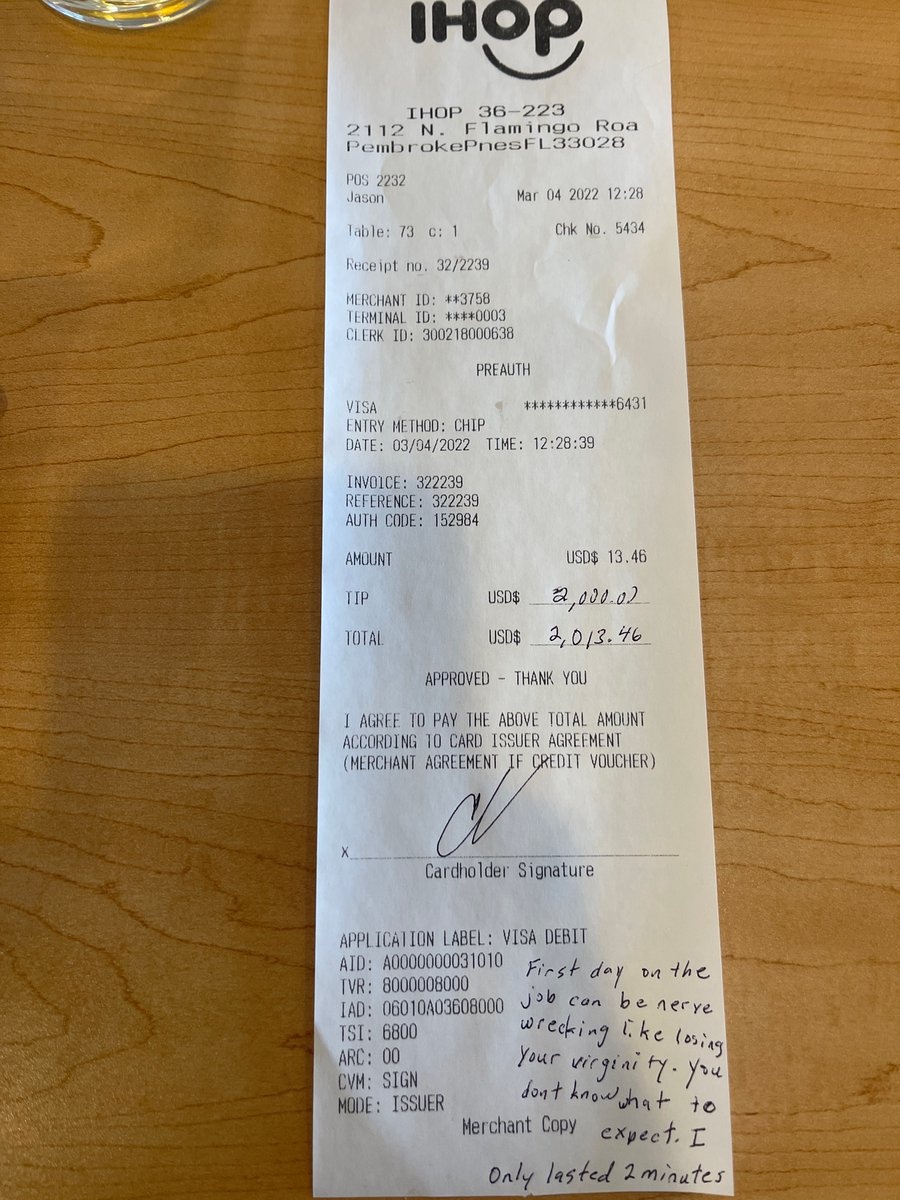 IHOP
IHOP 36-223
2112 N. Flamingo Roa
PembrokePnesFL33028
POS 2232
Jason Mar 04 2022 12:28
Table: 73 c: 1 Chk No. 5434
Receipt no. 32/2239
MERCHANT ID: **3758
TERMINAL ID: ****0003
CLERK ID: 300218000638
PREAUTH
VISA ************6431
ENTRY METHOD: CHIP
DATE: 03/04/2022 TIME: 12:28:39
INVOICE: 322239
REFERENCE: 322239
AUTH CODE: 152984
AMOUNT USD$ 13.46
TIP USD$ 2,000.00
TOTAL USD$ 2,013.46
APPROVED - THANK YOU
I AGREE TO PAY THE ABOVE TOTAL AMOUNT
ACCORDING TO CARD ISSUER AGREEMENT
(MERCHANT AGREEMENT IF CREDIT VOUCHER)
X
Cardholder Signature
APPLICATION LABEL: VISA DEBIT
AID: A0000000031010
TVR: 8000008000
IAD: 06010A03608000
TSI: 6800
ARC: 00
CVM: SIGN
MODE: ISSUER
Merchant Copy
First day on the
job can be nerve
wrecking like losing
your virginity. You
dont know what to
expect. I
Only lasted 2 minutes